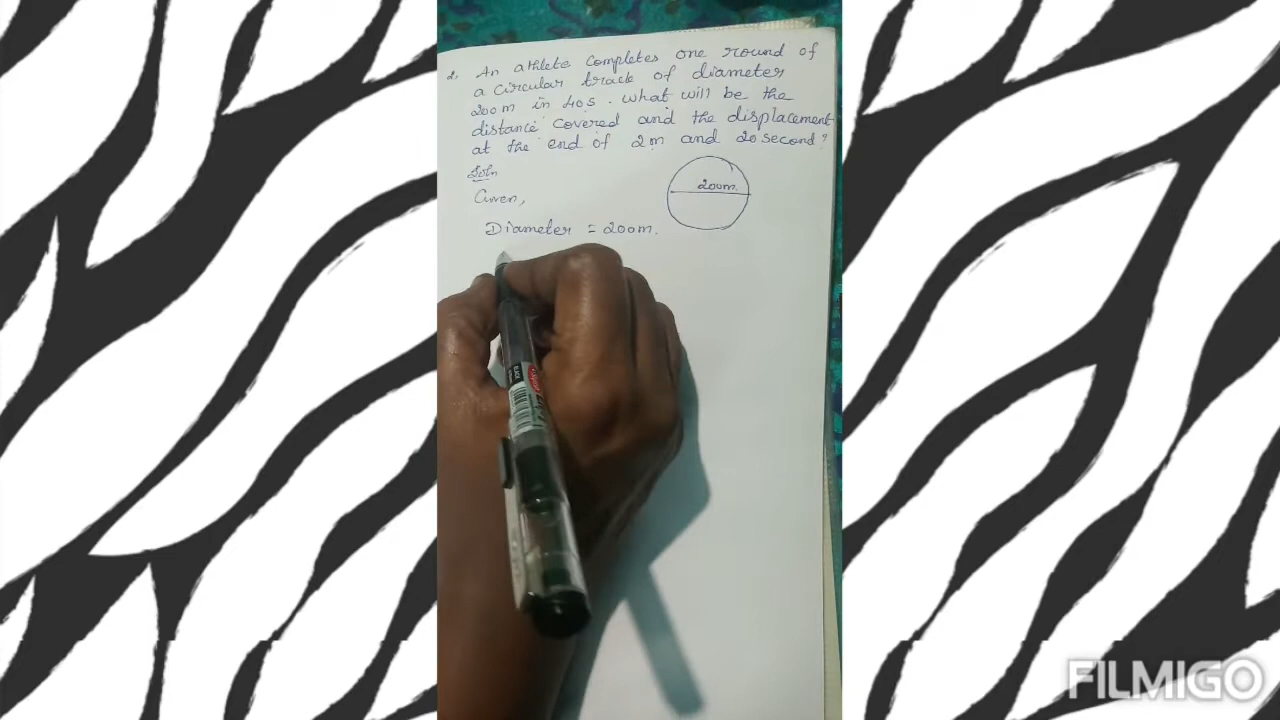 2. An athlete completes one round of
a circular track of diameter
200m in 40s. what will be the
distance covered and the displacement
at the end of 2m and 20second?
Soln
Given,
200m.
Diameter = 200m.
BLACK
FILMIGO